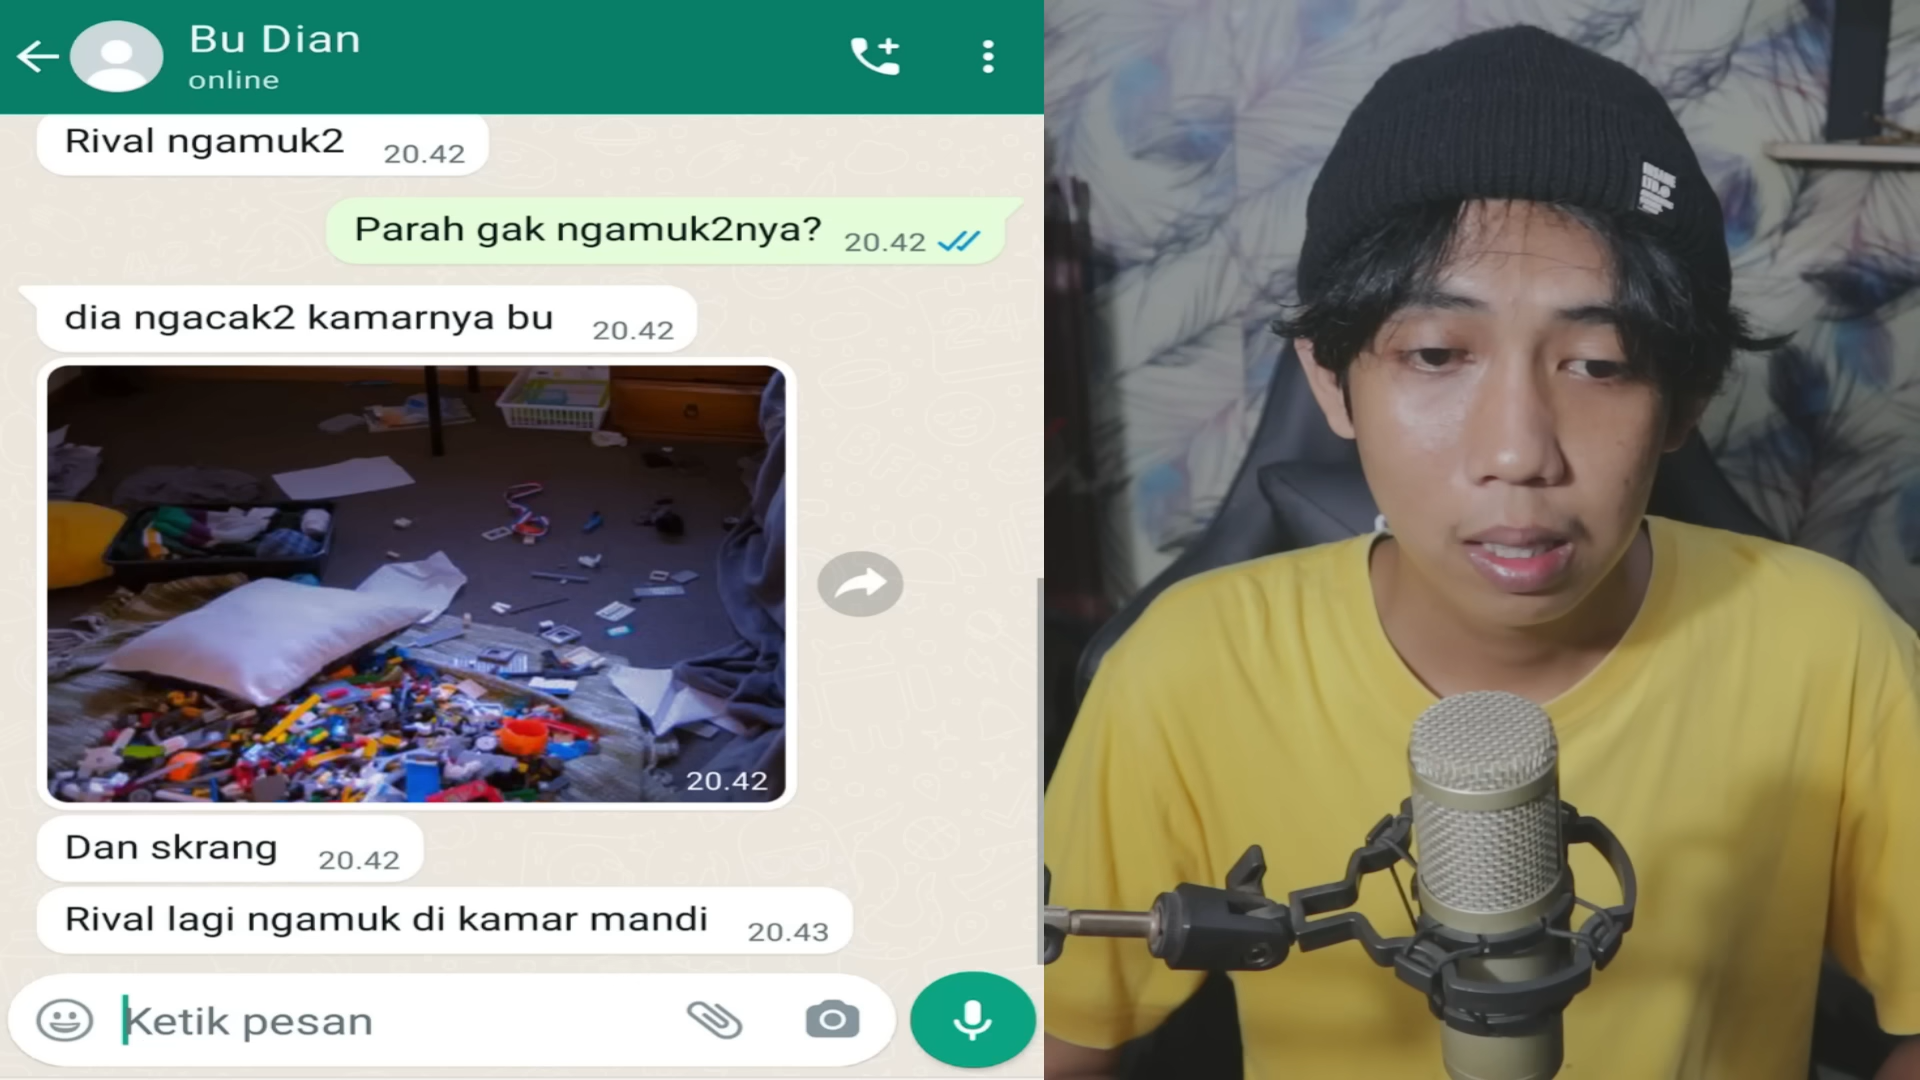 Bu Dian
online
Rival ngamuk2 20.42
Parah gak ngamuk2nya? 20.42
dia ngacak2 kamarnya bu 20.42
20.42
Dan skrang 20.42
Rival lagi ngamuk di kamar mandi 20.43
Ketik pesan